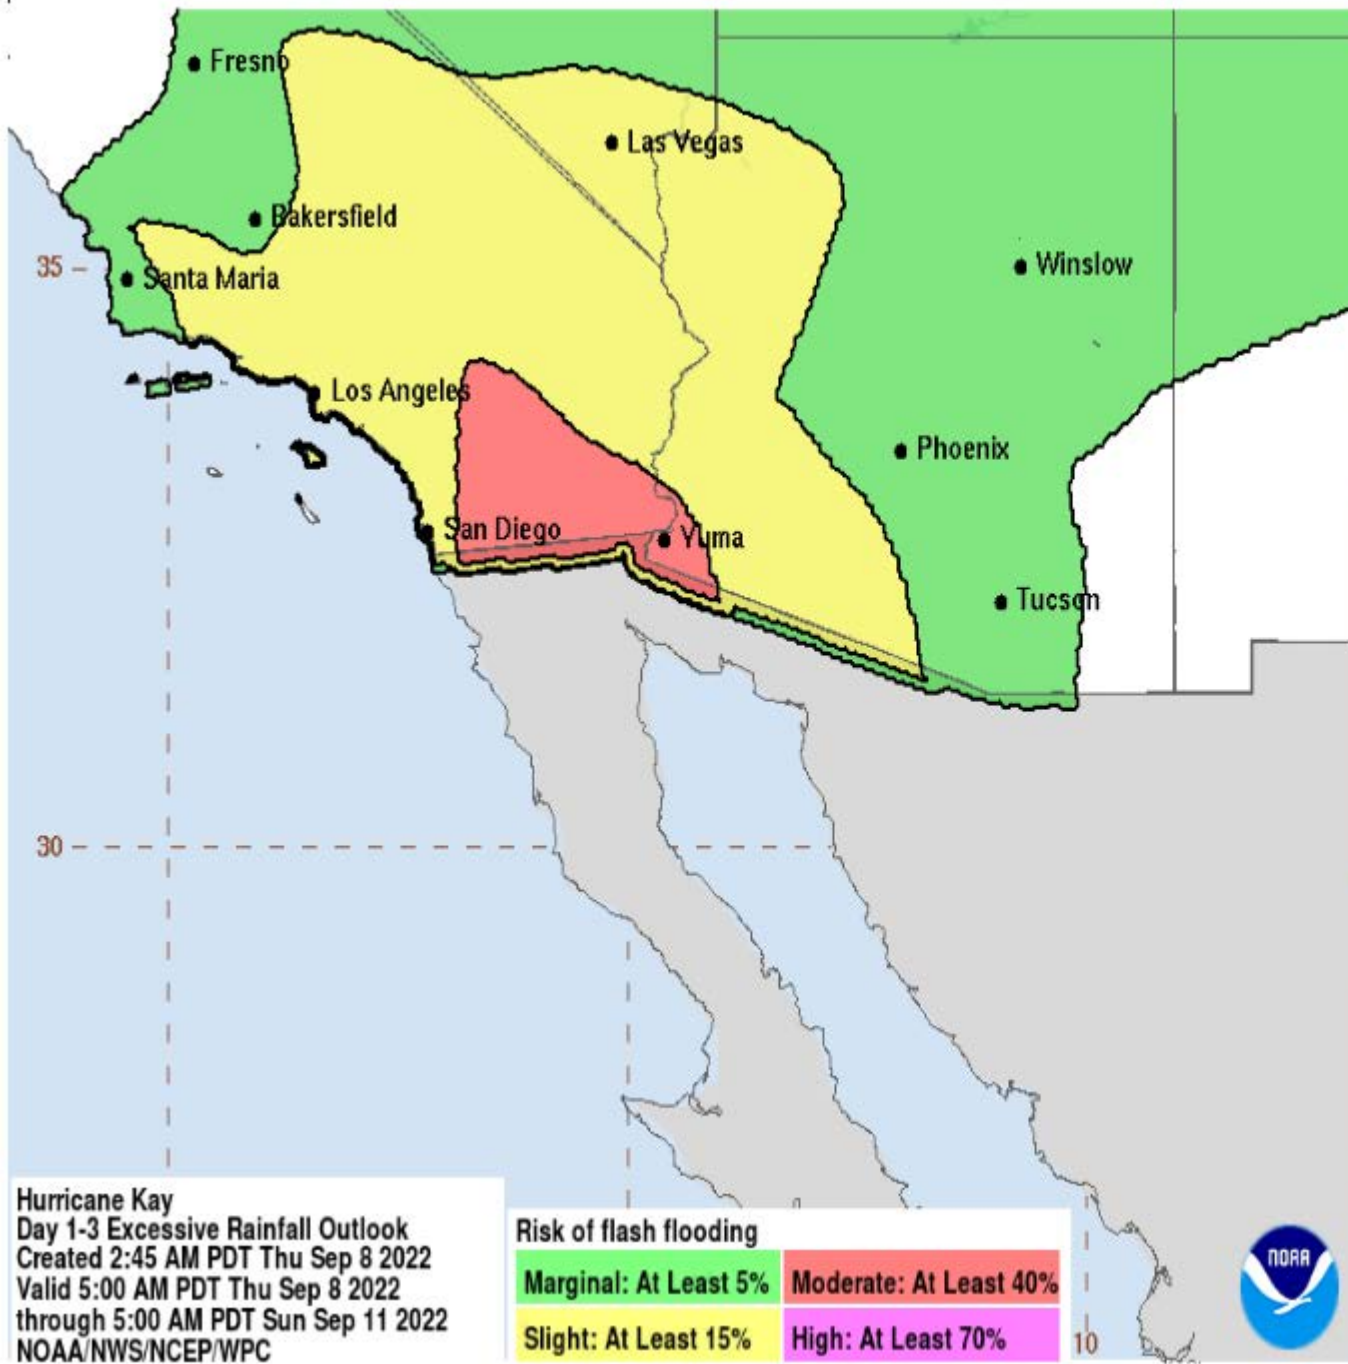 Fresno
Las Vegas
Bakersfield
35
Santa Maria
Winslow
Los Angeles
Phoenix
San Diego
Yuma
Tucson
30
Hurricane Kay
Day 1-3 Excessive Rainfall Outlook
Created 2:45 AM PDT Thu Sep 8 2022
Valid 5:00 AM PDT Thu Sep 8 2022
through 5:00 AM PDT Sun Sep 11 2022
NOAA/NWS/NCEP/WPC
Risk of flash flooding
Marginal: At Least 5%
Moderate: At Least 40%
Slight: At Least 15%
High: At Least 70%
10
NOAA